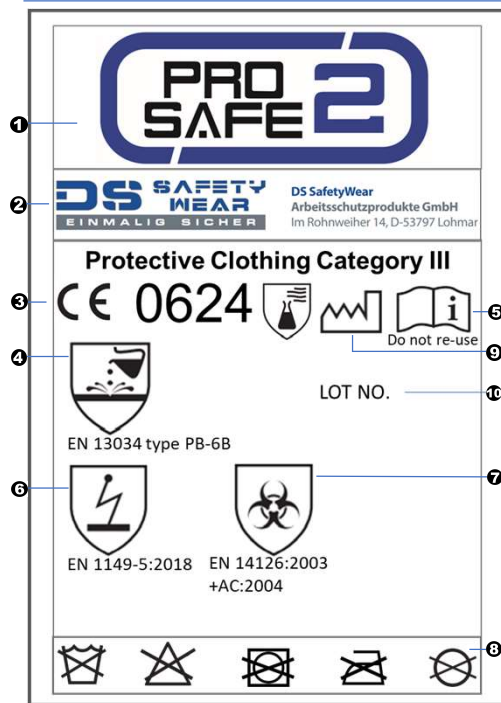 PRO
SAFE 2
DS SAFETY
WEAR
EINMALIG SICHER
DS SafetyWear
Arbeitsschutzprodukte GmbH
Im Rohnweiher 14, D-53797 Lohmar
Protective Clothing Category III
CE 0624
i
Do not re-use
LOT NO.
EN 13034 type PB-6B
EN 1149-5:2018
EN 14126:2003
+AC:2004
1
2
3
4
5
6
7
8
9
10